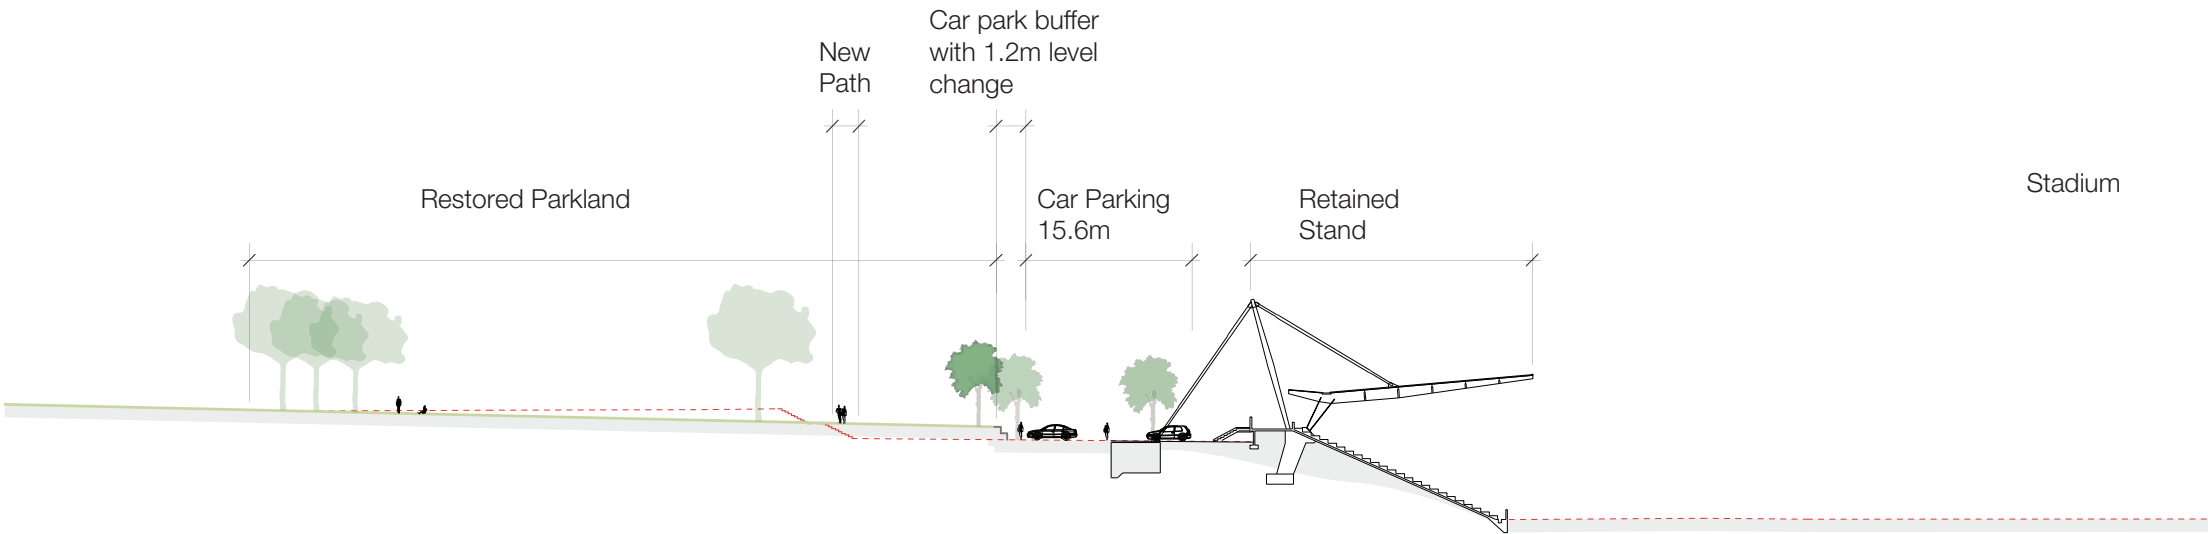 New
Path
Car park buffer
with 1.2m level
change
Restored Parkland
Car Parking
15.6m
Retained
Stand
Stadium